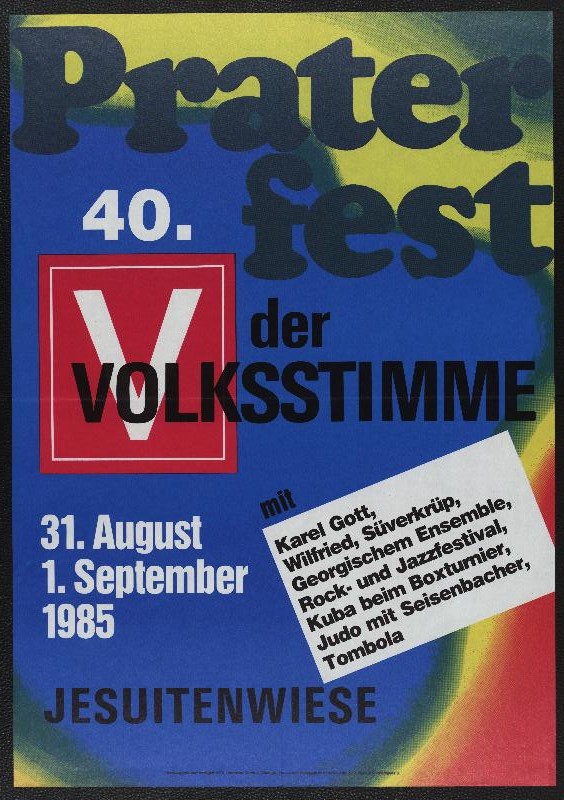 Prater
fest
40.
V
der
VOLKSSTIMME
mit
Karel Gott,
Wilfried, Süverkrüp,
Georgischem Ensemble,
Rock- und Jazzfestival,
Kuba beim Boxturnier,
Judo mit Seisenbacher,
Tombola
31. August
1. September
1985
JESUITENWIESE